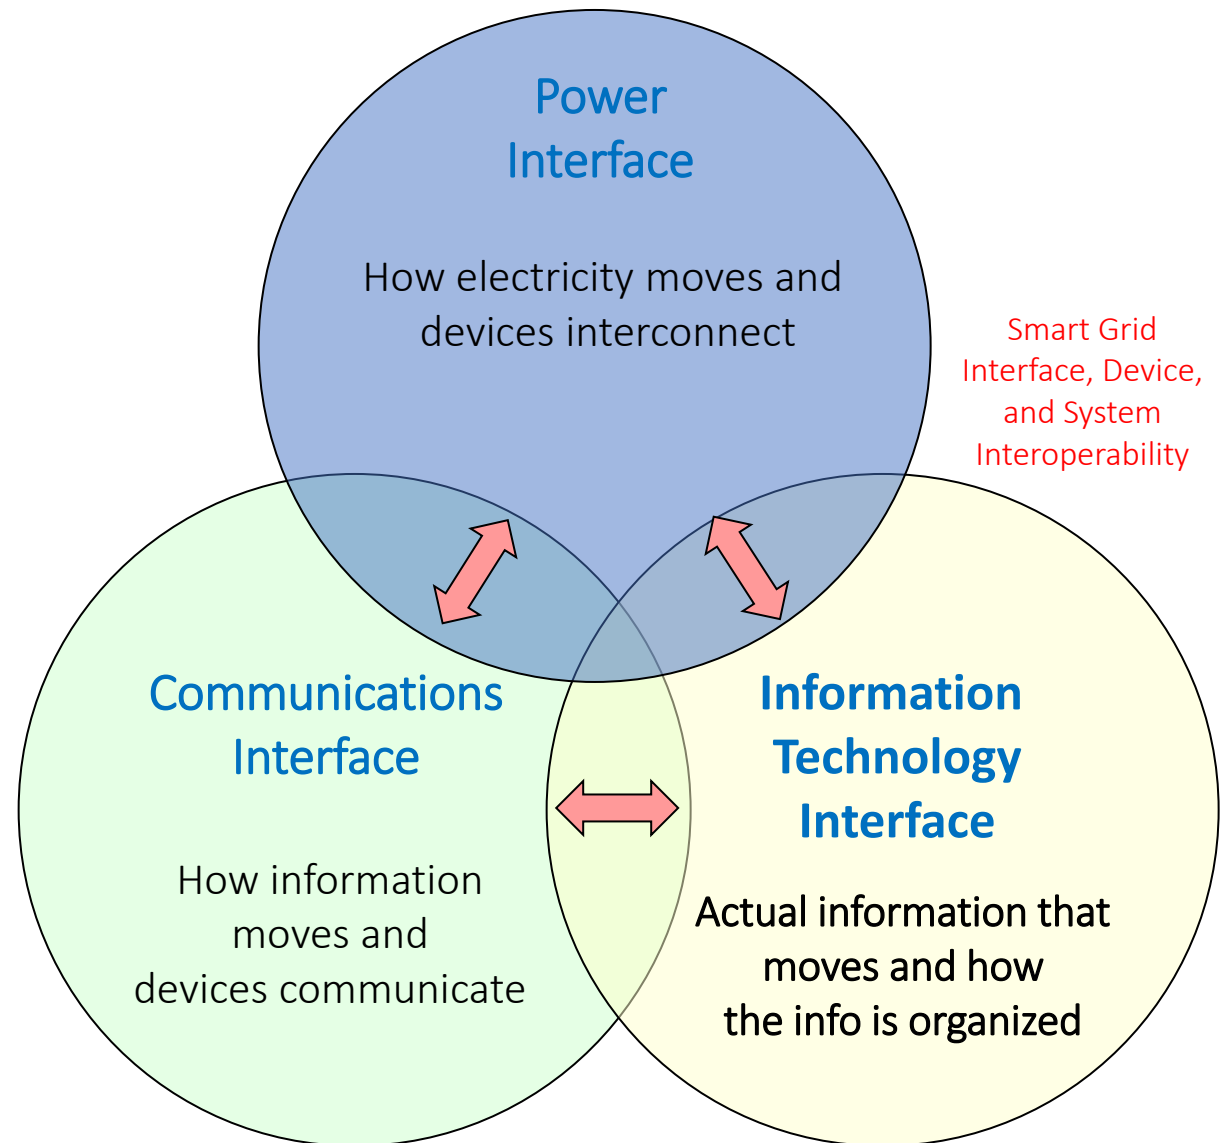 Power
Interface
How electricity moves and
devices interconnect
Smart Grid
Interface, Device,
and System
Interoperability
Communications
Interface
How information
moves and
devices communicate
Information
Technology
Interface
Actual information that
moves and how
the info is organized